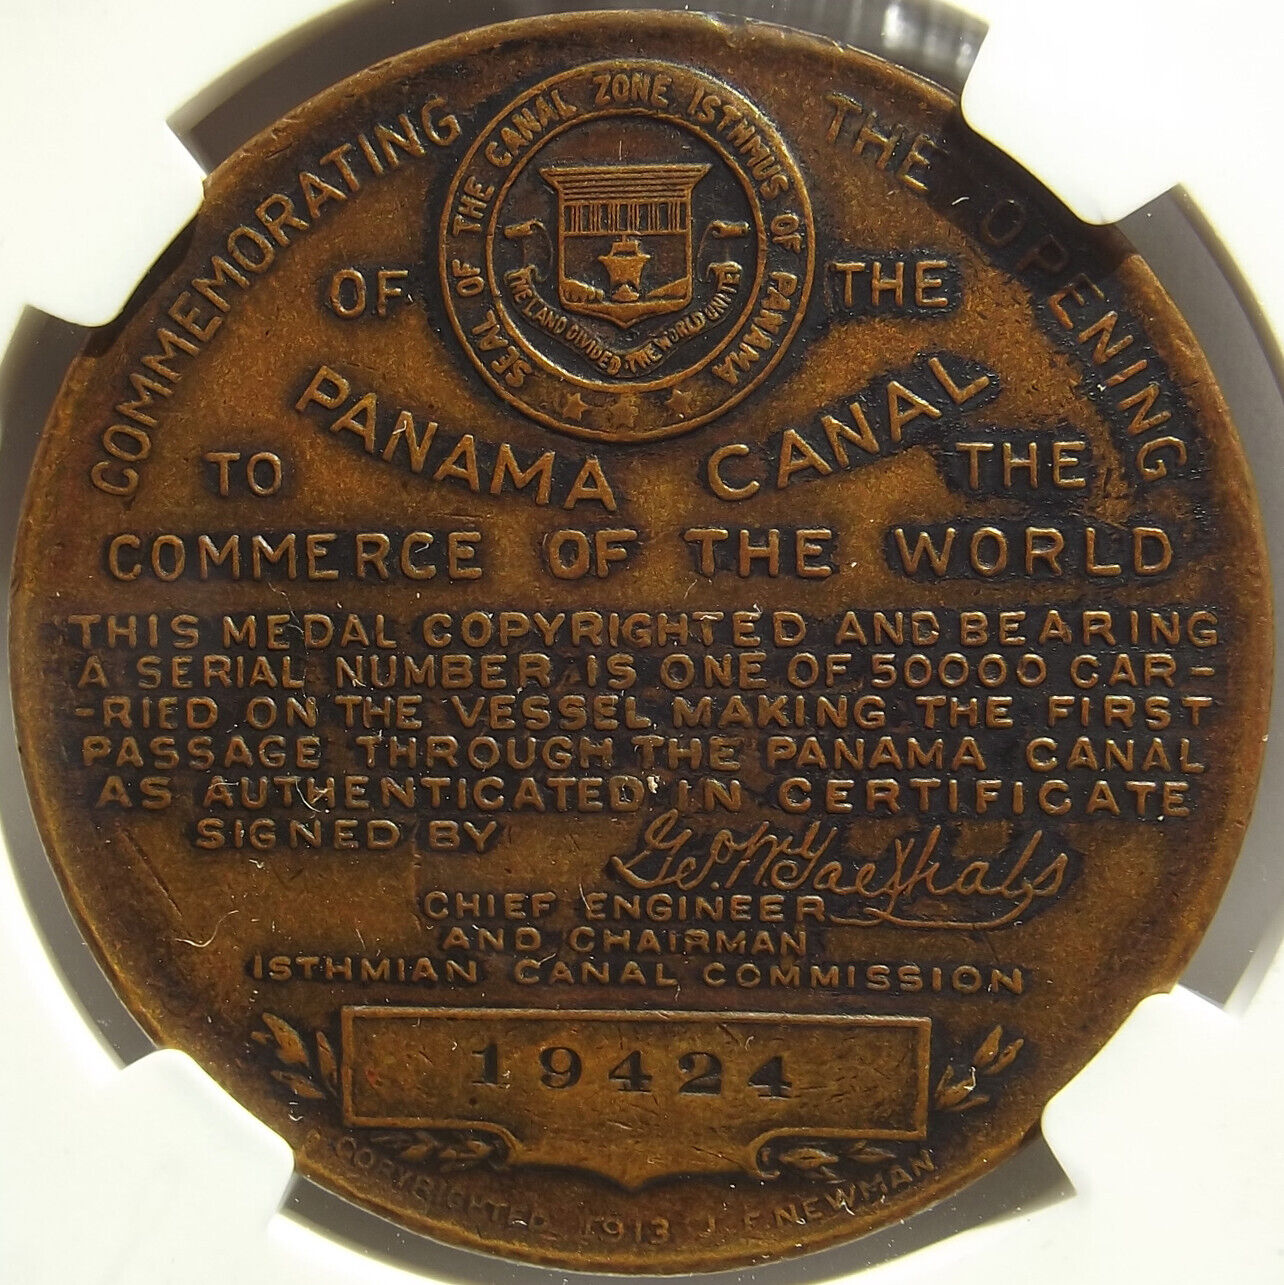 COMMEMORATING THE OPENING
SEAL OF THE CANAL ZONE ISTHMUS OF PANAMA
THE LAND DIVIDED · THE WORLD UNITED
OF THE
PANAMA CANAL
TO THE
COMMERCE OF THE WORLD
THIS MEDAL COPYRIGHTED AND BEARING
A SERIAL NUMBER IS ONE OF 50000 CAR-
-RIED ON THE VESSEL MAKING THE FIRST
PASSAGE THROUGH THE PANAMA CANAL
AS AUTHENTICATED IN CERTIFICATE
SIGNED BY Geo. W. Goethals
CHIEF ENGINEER
AND CHAIRMAN
ISTHMIAN CANAL COMMISSION
19424
COPYRIGHTED 1913 J. F. NEWMAN